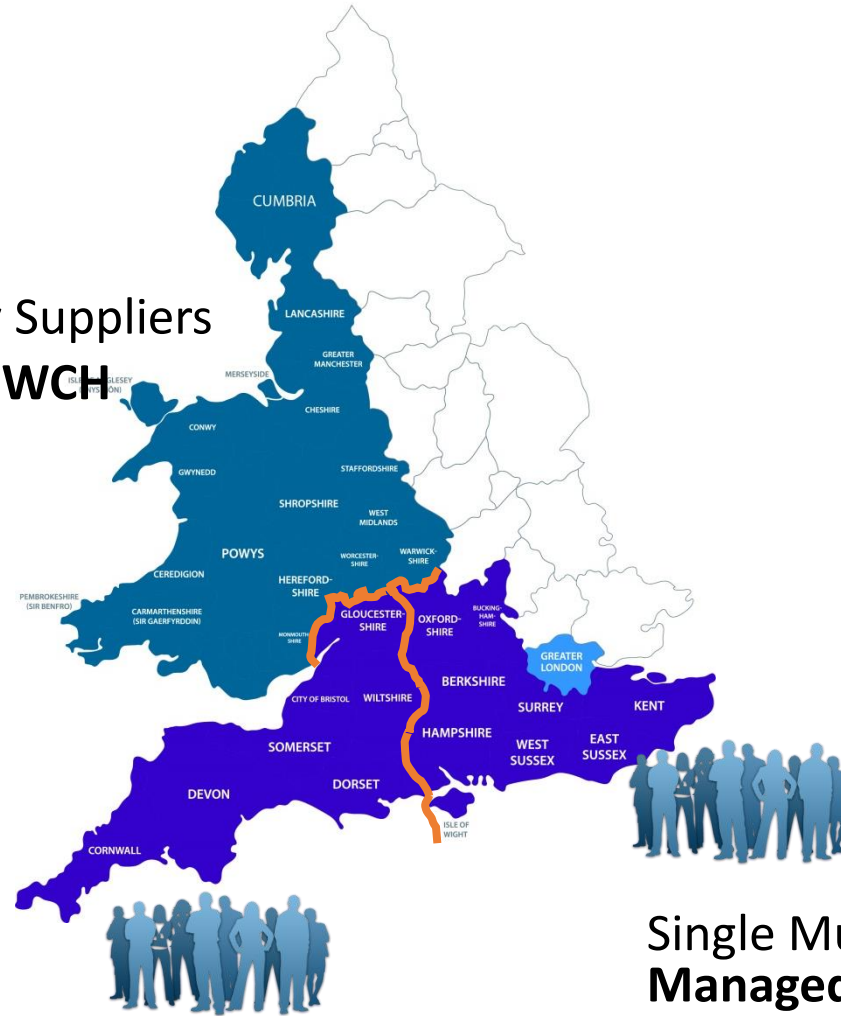 CUMBRIA
Suppliers
LANCASHIRE
GREATER
MANCHESTER
MERSEYSIDE
WCH
CHESHIRE
CONWY
STAFFORDSHIRE
GWYNEDD
SHROPSHIRE
WEST
MIDLANDS
POWYS
WORCESTER-
SHIRE
WARWICK-
SHIRE
CEREDIGION
HEREFORD-
SHIRE
PEMBROKESHIRE
(SIR BENFRO)
CARMARTHENSHIRE
(SIR GAERFYRDDIN)
GLOUCESTER-
SHIRE
OXFORD-
SHIRE
BUCKING-
HAM-
SHIRE
MONMOUTH-
SHIRE
GREATER
LONDON
BERKSHIRE
CITY OF BRISTOL
WILTSHIRE
SURREY
KENT
HAMPSHIRE
SOMERSET
WEST
SUSSEX
EAST
SUSSEX
DORSET
DEVON
ISLE OF
WIGHT
CORNWALL
Single Mu
Managed